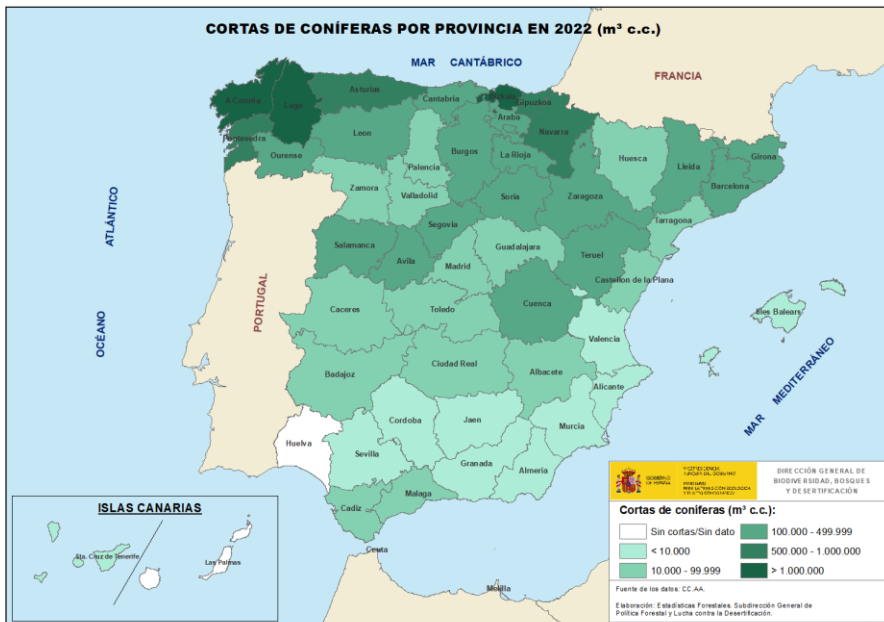 CORTAS DE CONÍFERAS POR PROVINCIA EN 2022 (m³ c.c.)
MAR CANTÁBRICO
FRANCIA
A Coruña
Lugo
Asturias
Cantabria
Gipuzkoa
Araba
Navarra
Pontevedra
Ourense
Leon
Burgos
La Rioja
Huesca
Lleida
Girona
Barcelona
Palencia
Zamora
Valladolid
Soria
Zaragoza
Tarragona
Segovia
Salamanca
Avila
Madrid
Guadalajara
Teruel
Castellon de la Plana
OCÉANO ATLÁNTICO
PORTUGAL
Cuenca
Caceres
Toledo
Valencia
Illes Balears
MAR MEDITERRÁNEO
Badajoz
Ciudad Real
Albacete
Alicante
Cordoba
Jaen
Murcia
Huelva
Sevilla
Granada
Almeria
Malaga
Cadiz
Ceuta
Melilla
ISLAS CANARIAS
Sta. Cruz de Tenerife
Las Palmas
GOBIERNO
DE ESPAÑA
DIRECCIÓN GENERAL DE
BIODIVERSIDAD, BOSQUES
Y DESERTIFICACIÓN
Cortas de coníferas (m³ c.c.):
Sin cortas/Sin dato
< 10.000
10.000 - 99.999
100.000 - 499.999
500.000 - 1.000.000
> 1.000.000
Fuente de los datos: CC.AA.
Elaboración: Estadísticas Forestales. Subdirección General de
Política Forestal y Lucha contra la Desertificación.